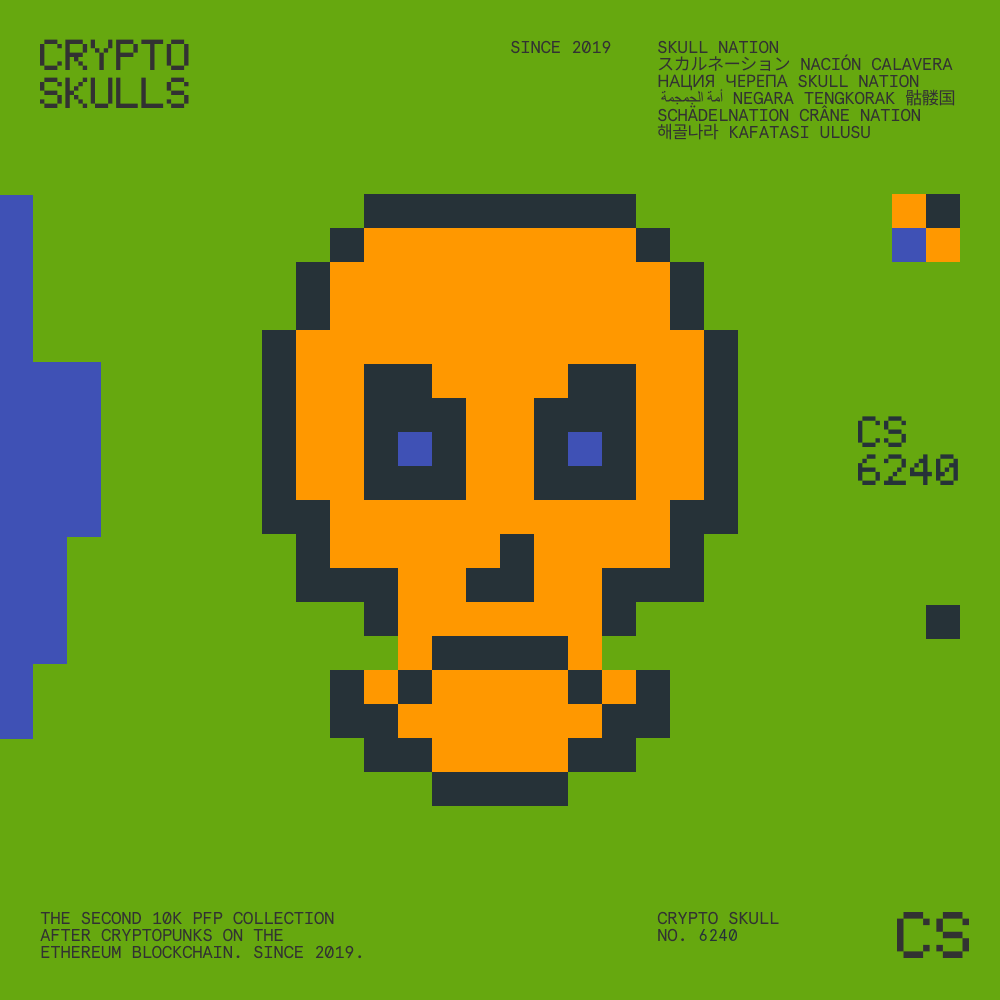 CRYPTO
SKULLS
SINCE 2019
SKULL NATION
スカルネーション NACIÓN CALAVERA
НАЦИЯ ЧЕРЕПА SKULL NATION
أمة الجمجمة NEGARA TENGKORAK 骷髅国
SCHÄDELNATION CRÂNE NATION
해골나라 KAFATASI ULUSU
CS
6240
THE SECOND 10K PFP COLLECTION
AFTER CRYPTOPUNKS ON THE
ETHEREUM BLOCKCHAIN. SINCE 2019.
CRYPTO SKULL
NO. 6240
CS